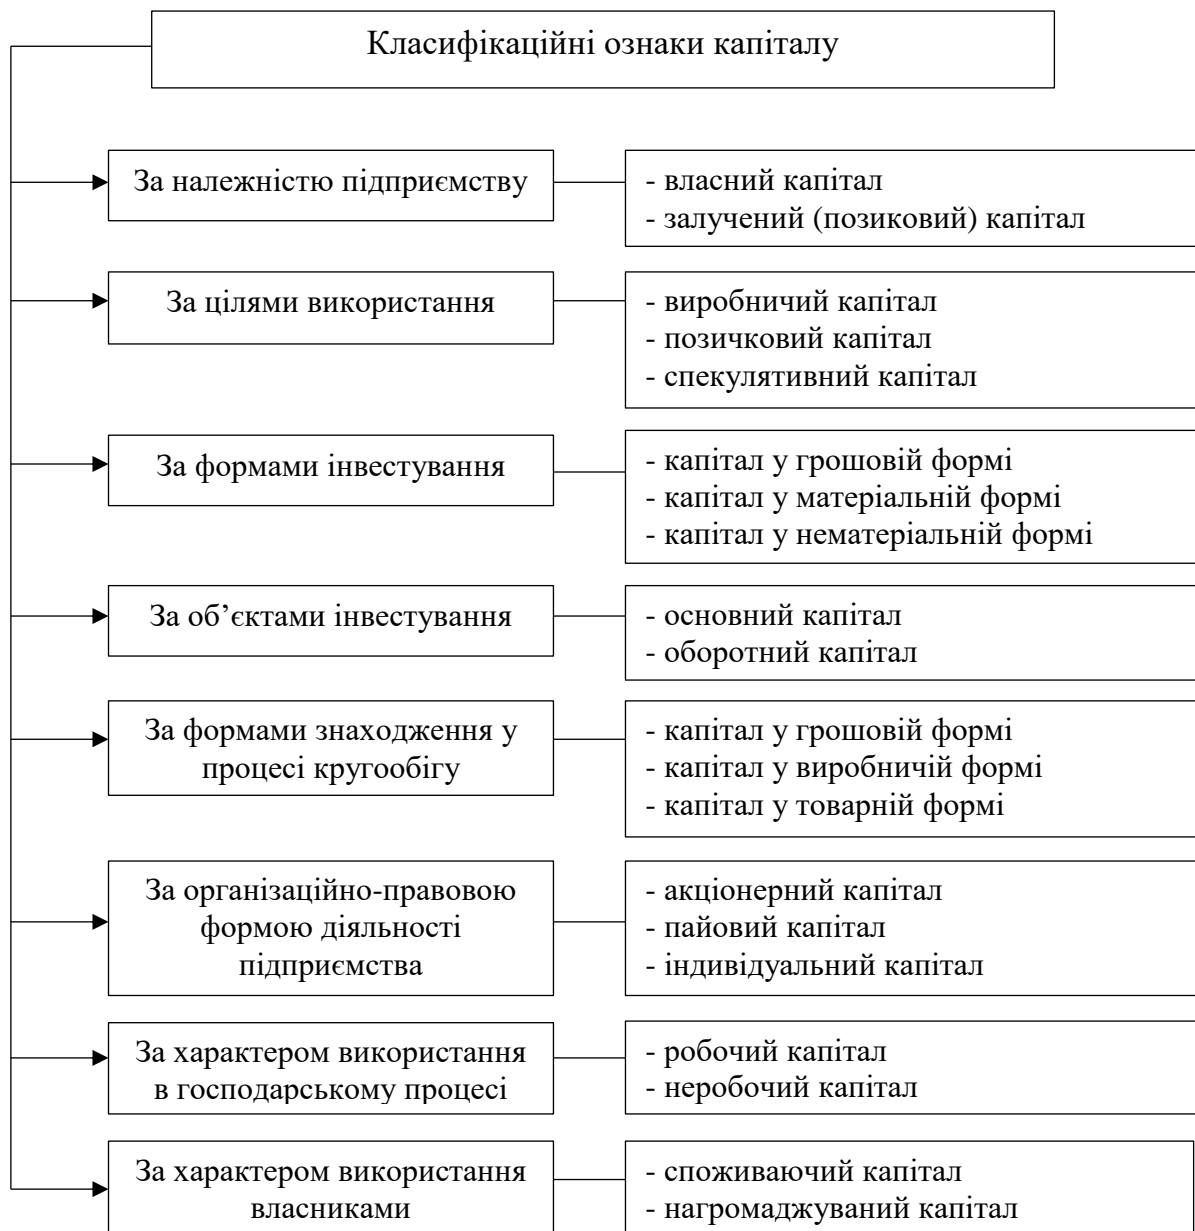 Класифікаційні ознаки капіталу
За належністю підприємству
- власний капітал
- залучений (позиковий) капітал
За цілями використання
- виробничий капітал
- позичковий капітал
- спекулятивний капітал
За формами інвестування
- капітал у грошовій формі
- капітал у матеріальній формі
- капітал у нематеріальній формі
За об’єктами інвестування
- основний капітал
- оборотний капітал
За формами знаходження у
процесі кругообігу
- капітал у грошовій формі
- капітал у виробничій формі
- капітал у товарній формі
За організаційно-правовою
формою діяльності
підприємства
- акціонерний капітал
- пайовий капітал
- індивідуальний капітал
За характером використання
в господарському процесі
- робочий капітал
- неробочий капітал
За характером використання
власниками
- споживаючий капітал
- нагромаджуваний капітал